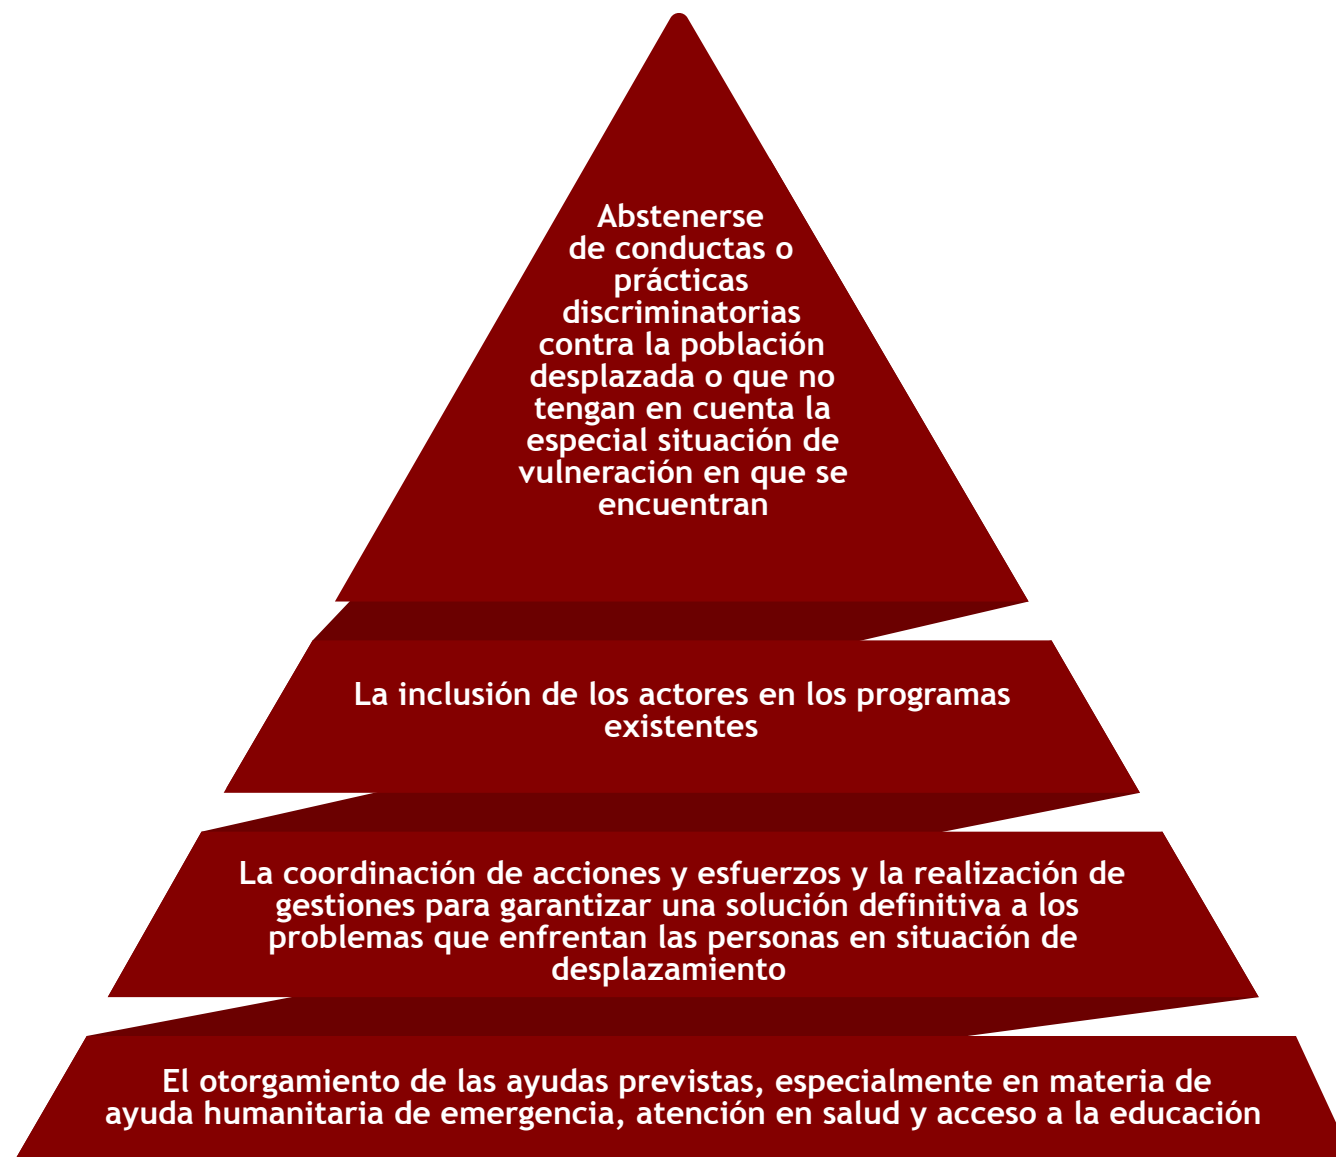 Abstenerse
de conductas o
prácticas
discriminatorias
contra la población
desplazada o que no
tengan en cuenta la
especial situación de
vulneración en que se
encuentran
La inclusión de los actores en los programas
existentes
La coordinación de acciones y esfuerzos y la realización de
gestiones para garantizar una solución definitiva a los
problemas que enfrentan las personas en situación de
desplazamiento
El otorgamiento de las ayudas previstas, especialmente en materia de
ayuda humanitaria de emergencia, atención en salud y acceso a la educación